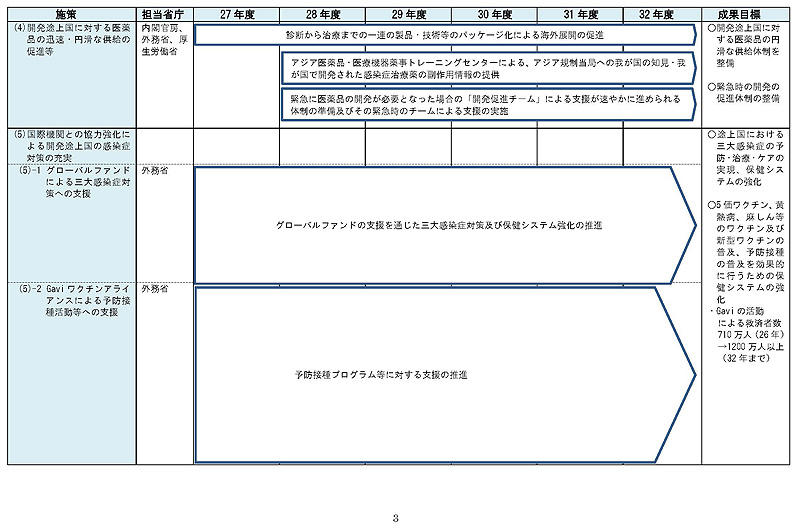 施策
担当省庁
27 年度
28 年度
29 年度
30 年度
31 年度
32 年度
成果目標
(4)開発途上国に対する医薬
品の迅速・円滑な供給の
促進等
内閣官房、
外務省、厚
生労働省
診断から治療までの一連の製品・技術等のパッケージ化による海外展開の促進
アジア医薬品・医療機器薬事トレーニングセンターによる、アジア規制当局への我が国の知見・我
が国で開発された感染症治療薬の副作用情報の提供
緊急に医薬品の開発が必要となった場合の「開発促進チーム」による支援が速やかに進められる
体制の準備及びその緊急時のチームによる支援の実施
○開発途上国に対
する医薬品の円
滑な供給体制を
整備
○緊急時の開発の
促進体制の整備
(5)国際機関との協力強化に
よる開発途上国の感染症
対策の充実
(5)-1 グローバルファンド
による三大感染症対
策への支援
外務省
グローバルファンドの支援を通じた三大感染症対策及び保健システム強化の推進
(5)-2 Gavi ワクチンアライ
アンスによる予防接
種活動等への支援
外務省
予防接種プログラム等に対する支援の推進
○途上国における
三大感染症の予
防・治療・ケアの
実現、保健シス
テムの強化
○5 価ワクチン、黄
熱病、麻しん等
のワクチン及び
新型ワクチンの
普及、予防接種
の普及を効果的
に行うための保
健システムの強
化
・Gavi の活動
による救済者数
710 万人（26 年）
→1200 万人以上
（32 年まで）
3